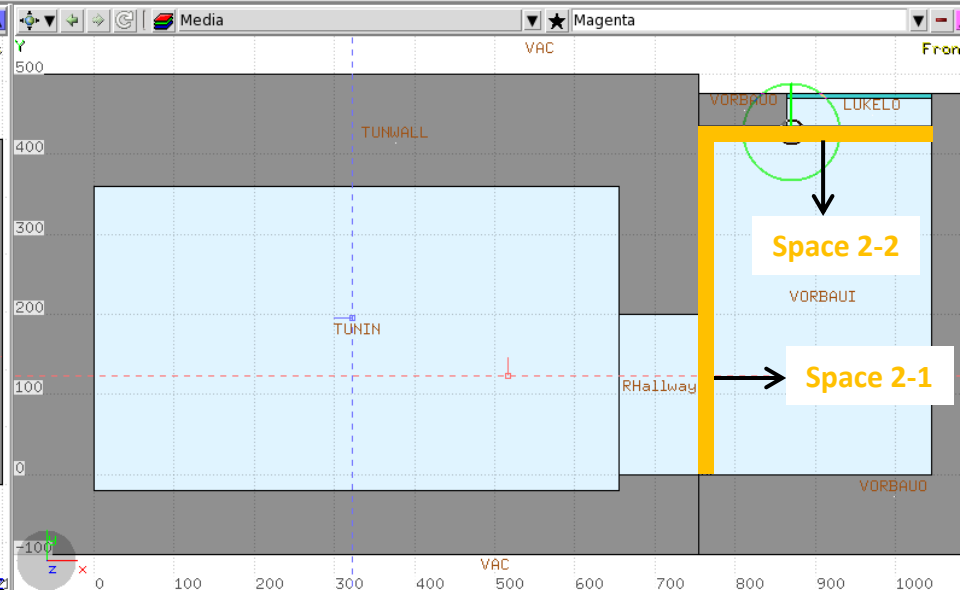 Media
Magenta
Y
VAC
Fron
500
VORBAUO
LUKELO
TUNWALL
400
300
Space 2-2
VORBAUI
200
TUNIN
Space 2-1
100
RHallway
0
VORBAUO
-100
VAC
z
x
0 100 200 300 400 500 600 700 800 900 1000